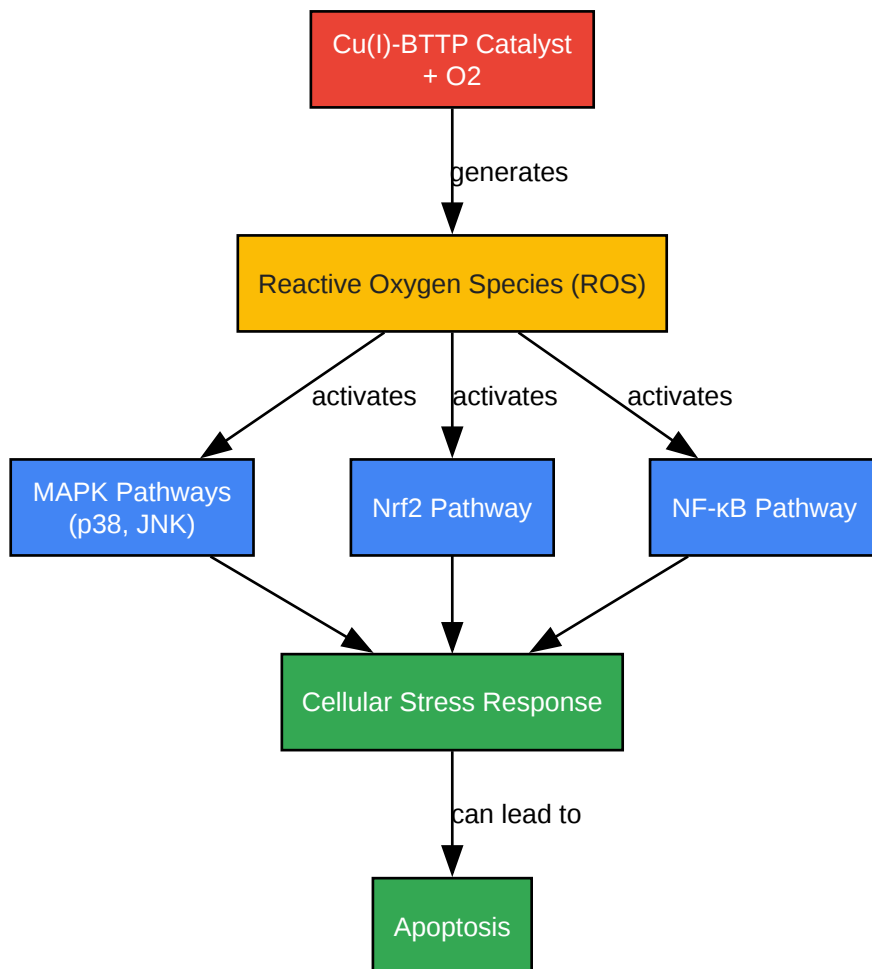 Cu(I)-BTTP Catalyst
+ O2
generates
Reactive Oxygen Species (ROS)
activates
activates
activates
MAPK Pathways
(p38, JNK)
Nrf2 Pathway
NF-κB Pathway
Cellular Stress Response
can lead to
Apoptosis